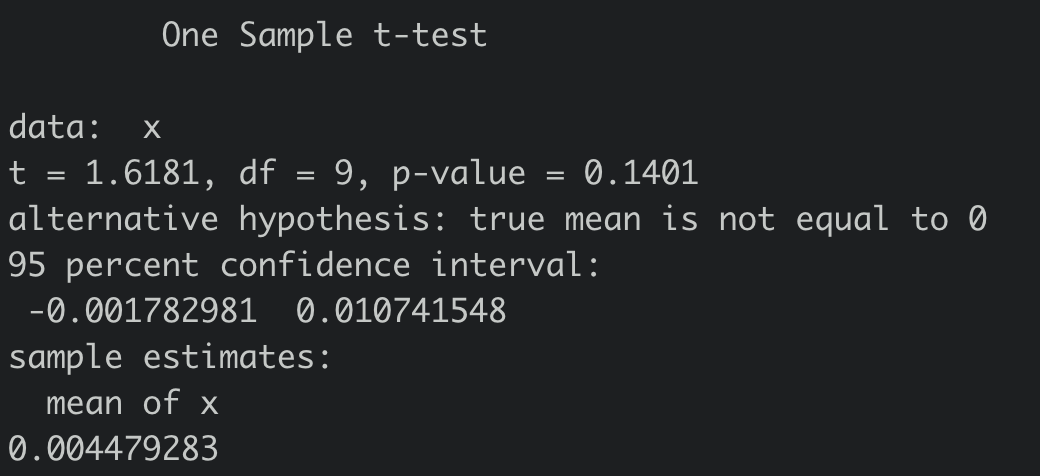 One Sample t-test
data:  x
t = 1.6181, df = 9, p-value = 0.1401
alternative hypothesis: true mean is not equal to 0
95 percent confidence interval:
-0.001782981  0.010741548
sample estimates:
mean of x
0.004479283